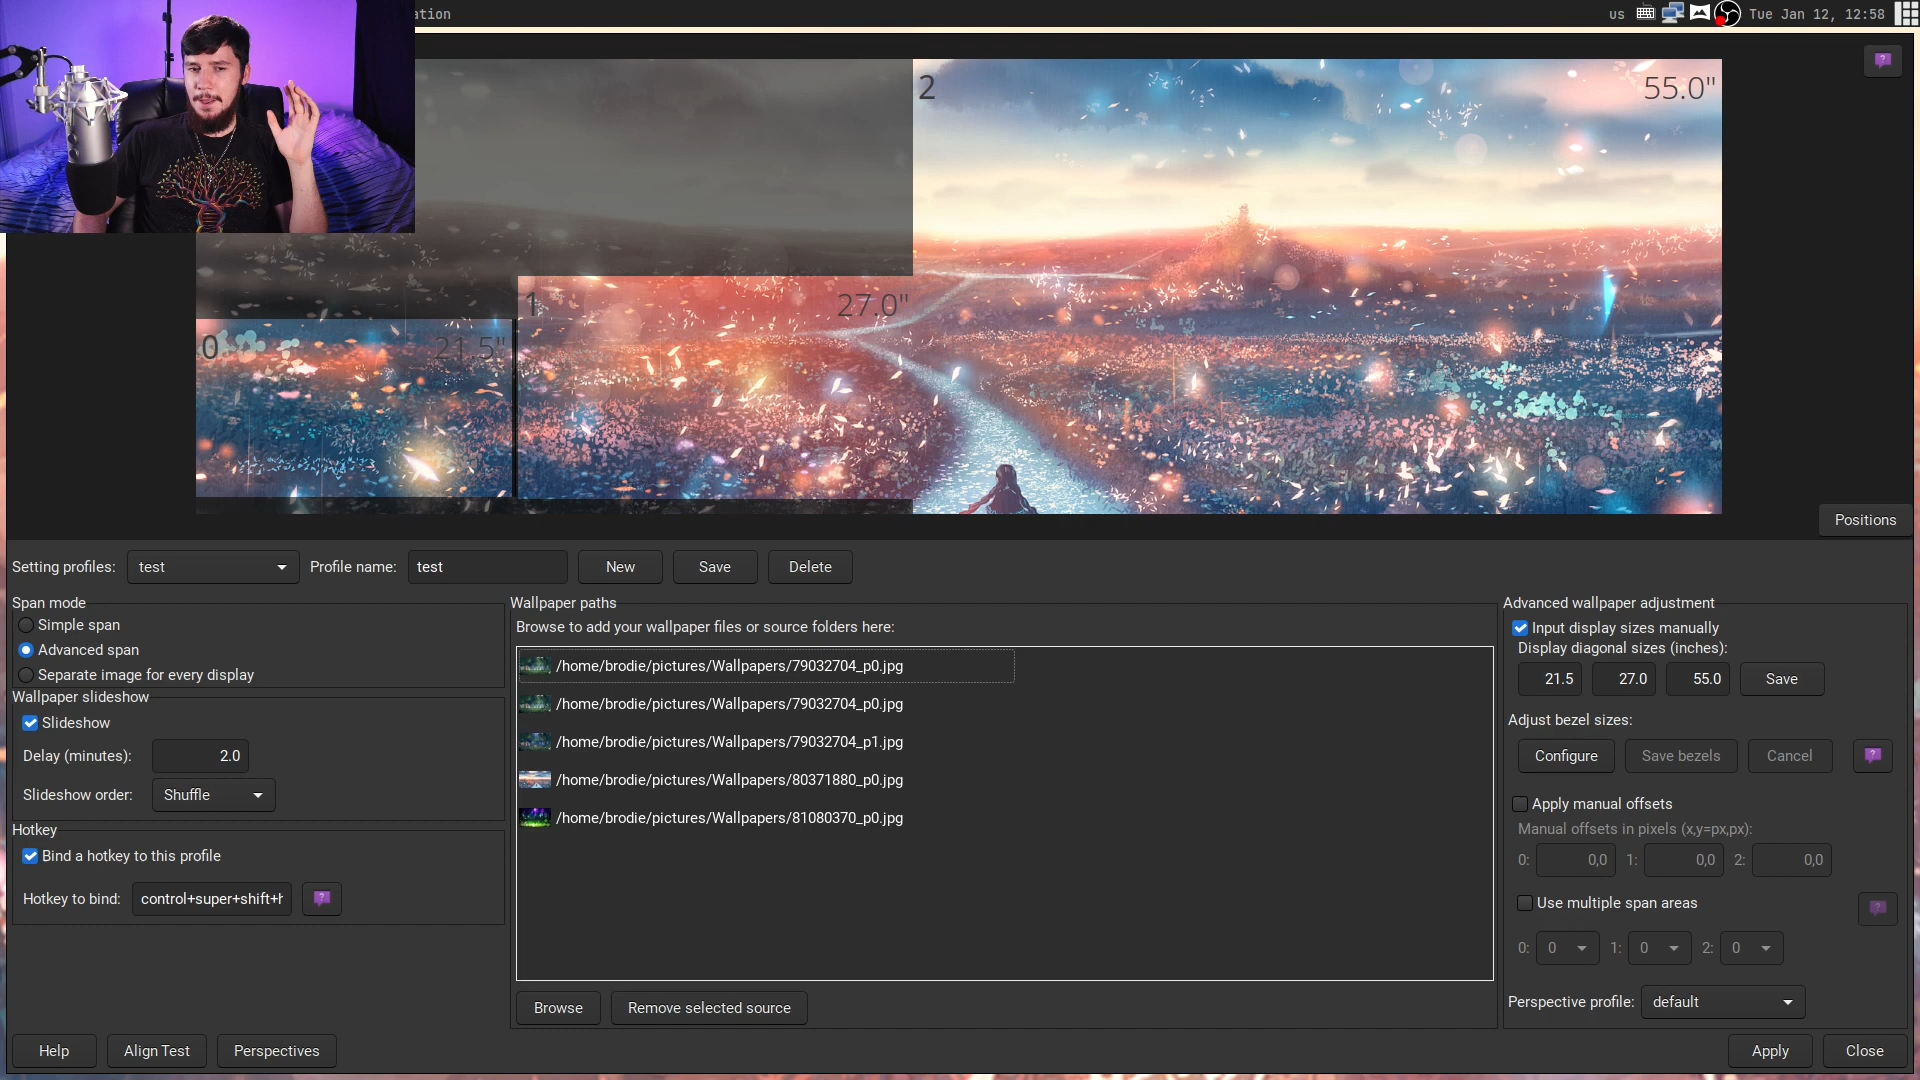 ation
us
Tue Jan 12, 12:58
2
55.0"
1
27.0"
0
21.5"
Positions
Setting profiles:
test
Profile name:
test
New
Save
Delete
Span mode
Simple span
Advanced span
Separate image for every display
Wallpaper slideshow
Slideshow
Delay (minutes):
2.0
Slideshow order:
Shuffle
Hotkey
Bind a hotkey to this profile
Hotkey to bind:
control+super+shift+h
?
Wallpaper paths
Browse to add your wallpaper files or source folders here:
/home/brodie/pictures/Wallpapers/79032704_p0.jpg
/home/brodie/pictures/Wallpapers/79032704_p0.jpg
/home/brodie/pictures/Wallpapers/79032704_p1.jpg
/home/brodie/pictures/Wallpapers/80371880_p0.jpg
/home/brodie/pictures/Wallpapers/81080370_p0.jpg
Browse
Remove selected source
Advanced wallpaper adjustment
Input display sizes manually
Display diagonal sizes (inches):
21.5
27.0
55.0
Save
Adjust bezel sizes:
Configure
Save bezels
Cancel
?
Apply manual offsets
Manual offsets in pixels (x,y=px,px):
0:
0,0
1:
0,0
2:
0,0
Use multiple span areas
?
0:
0
1:
0
2:
0
Perspective profile:
default
Help
Align Test
Perspectives
Apply
Close